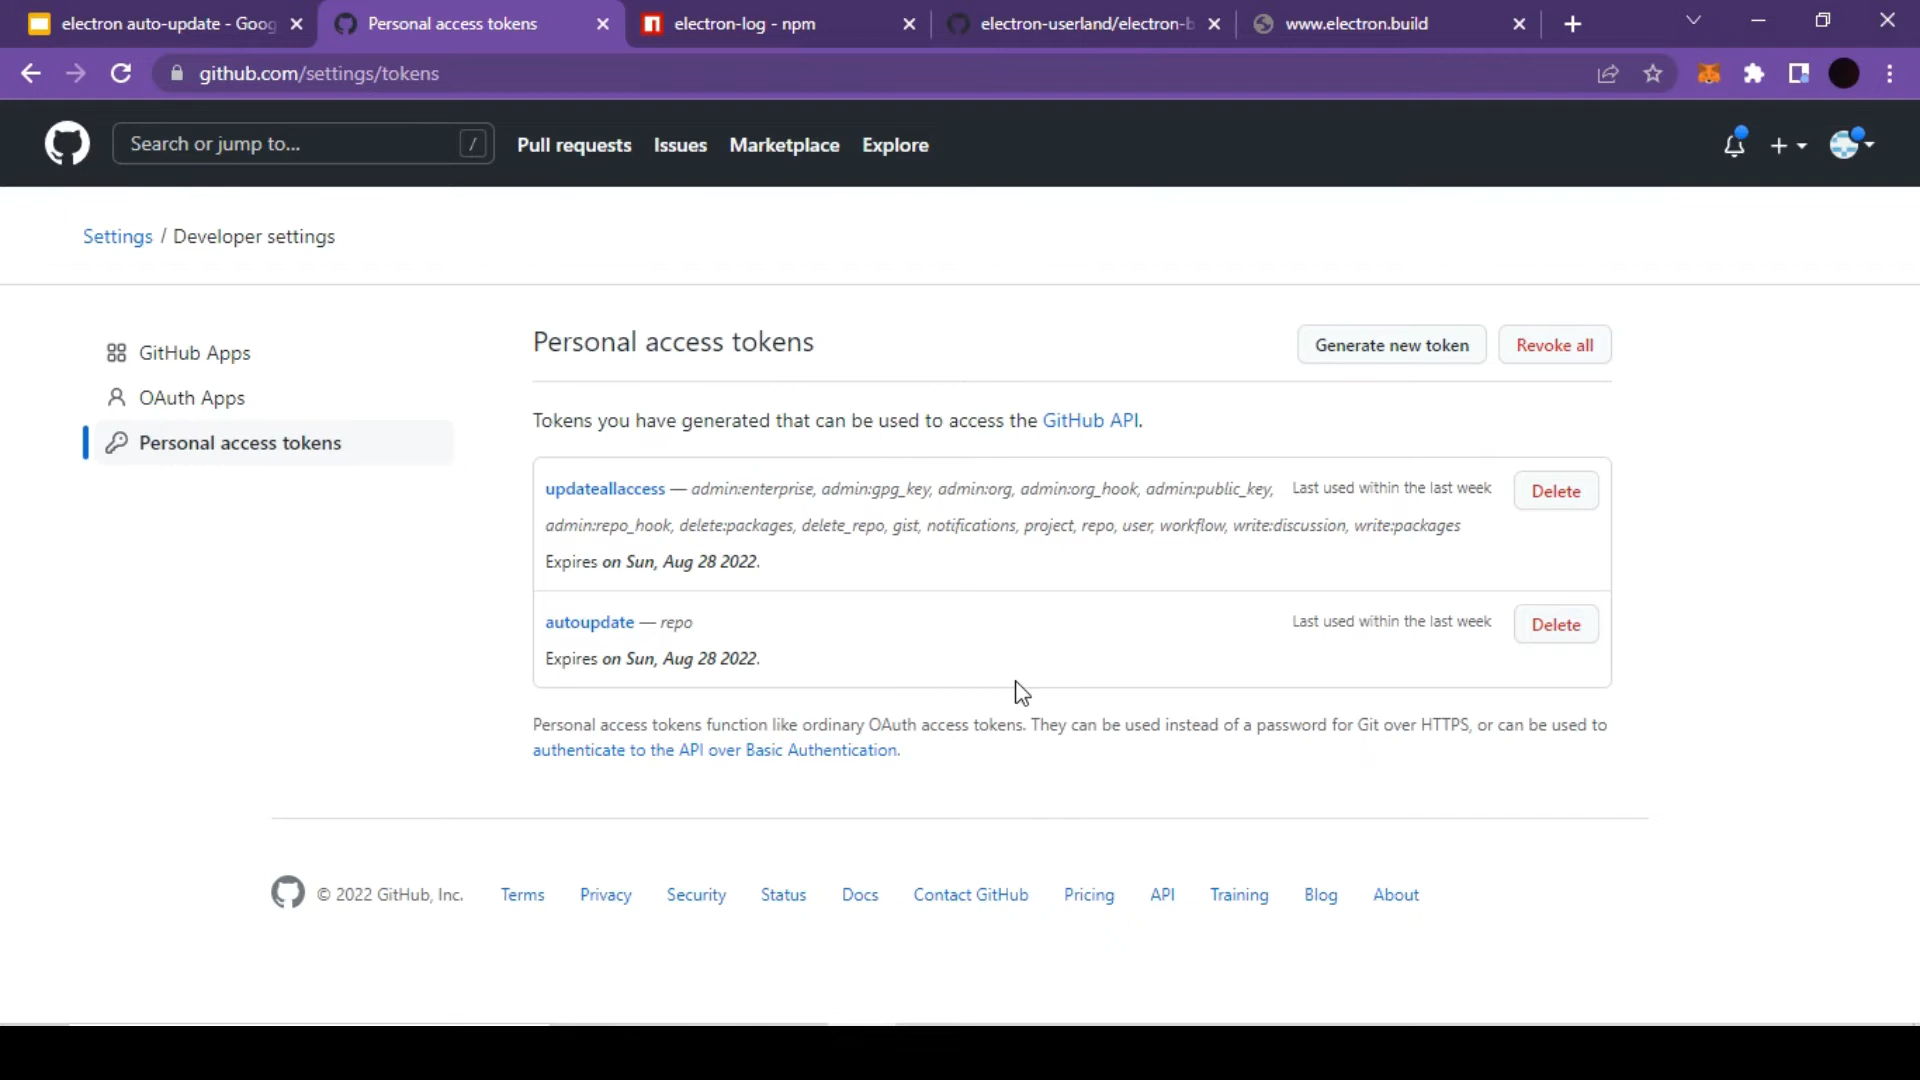 electron auto-update - Goog
Personal access tokens
electron-log - npm
electron-userland/electron-b
www.electron.build
github.com/settings/tokens
Search or jump to...
/
Pull requests
Issues
Marketplace
Explore
Settings / Developer settings
GitHub Apps
OAuth Apps
Personal access tokens
Personal access tokens
Generate new token
Revoke all
Tokens you have generated that can be used to access the GitHub API.
updateallaccess — admin:enterprise, admin:gpg_key, admin:org, admin:org_hook, admin:public_key,
Last used within the last week
Delete
admin:repo_hook, delete:packages, delete_repo, gist, notifications, project, repo, user, workflow, write:discussion, write:packages
Expires on Sun, Aug 28 2022.
autoupdate — repo
Last used within the last week
Delete
Expires on Sun, Aug 28 2022.
Personal access tokens function like ordinary OAuth access tokens. They can be used instead of a password for Git over HTTPS, or can be used to
authenticate to the API over Basic Authentication.
© 2022 GitHub, Inc.
Terms
Privacy
Security
Status
Docs
Contact GitHub
Pricing
API
Training
Blog
About